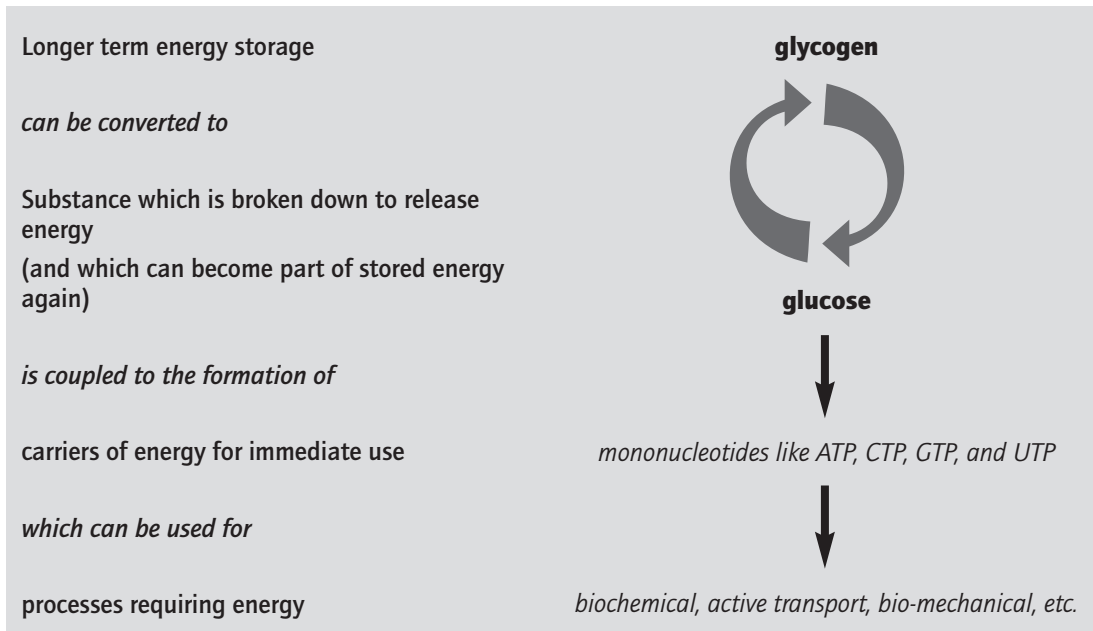 Longer term energy storage
glycogen
can be converted to
Substance which is broken down to release
energy
(and which can become part of stored energy
again)
glucose
is coupled to the formation of
carriers of energy for immediate use
mononucleotides like ATP, CTP, GTP, and UTP
which can be used for
processes requiring energy
biochemical, active transport, bio-mechanical, etc.